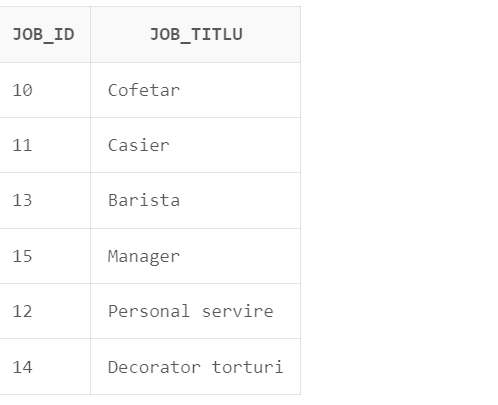 JOB_ID JOB_TITLU
10 Cofetar
11 Casier
13 Barista
15 Manager
12 Personal servire
14 Decorator torturi